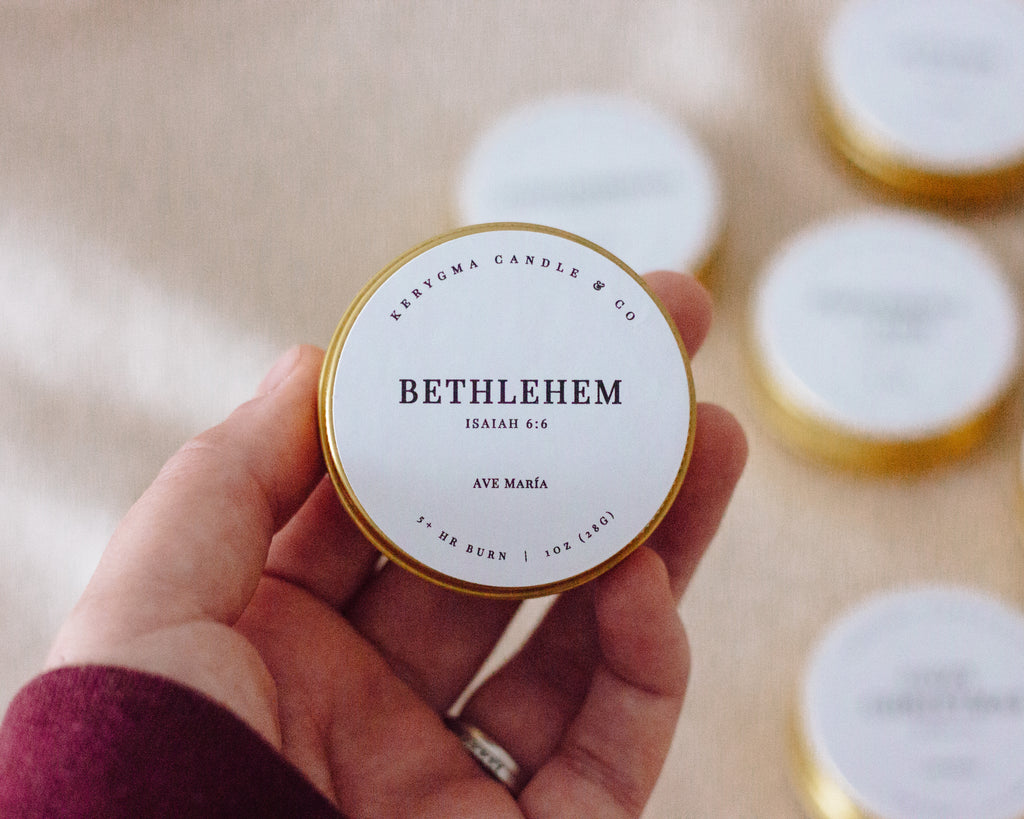 KERYGMA CANDLE & CO
BETHLEHEM
ISAIAH 6:6
AVE MARÍA
5+ HR BURN | 1OZ (28G)